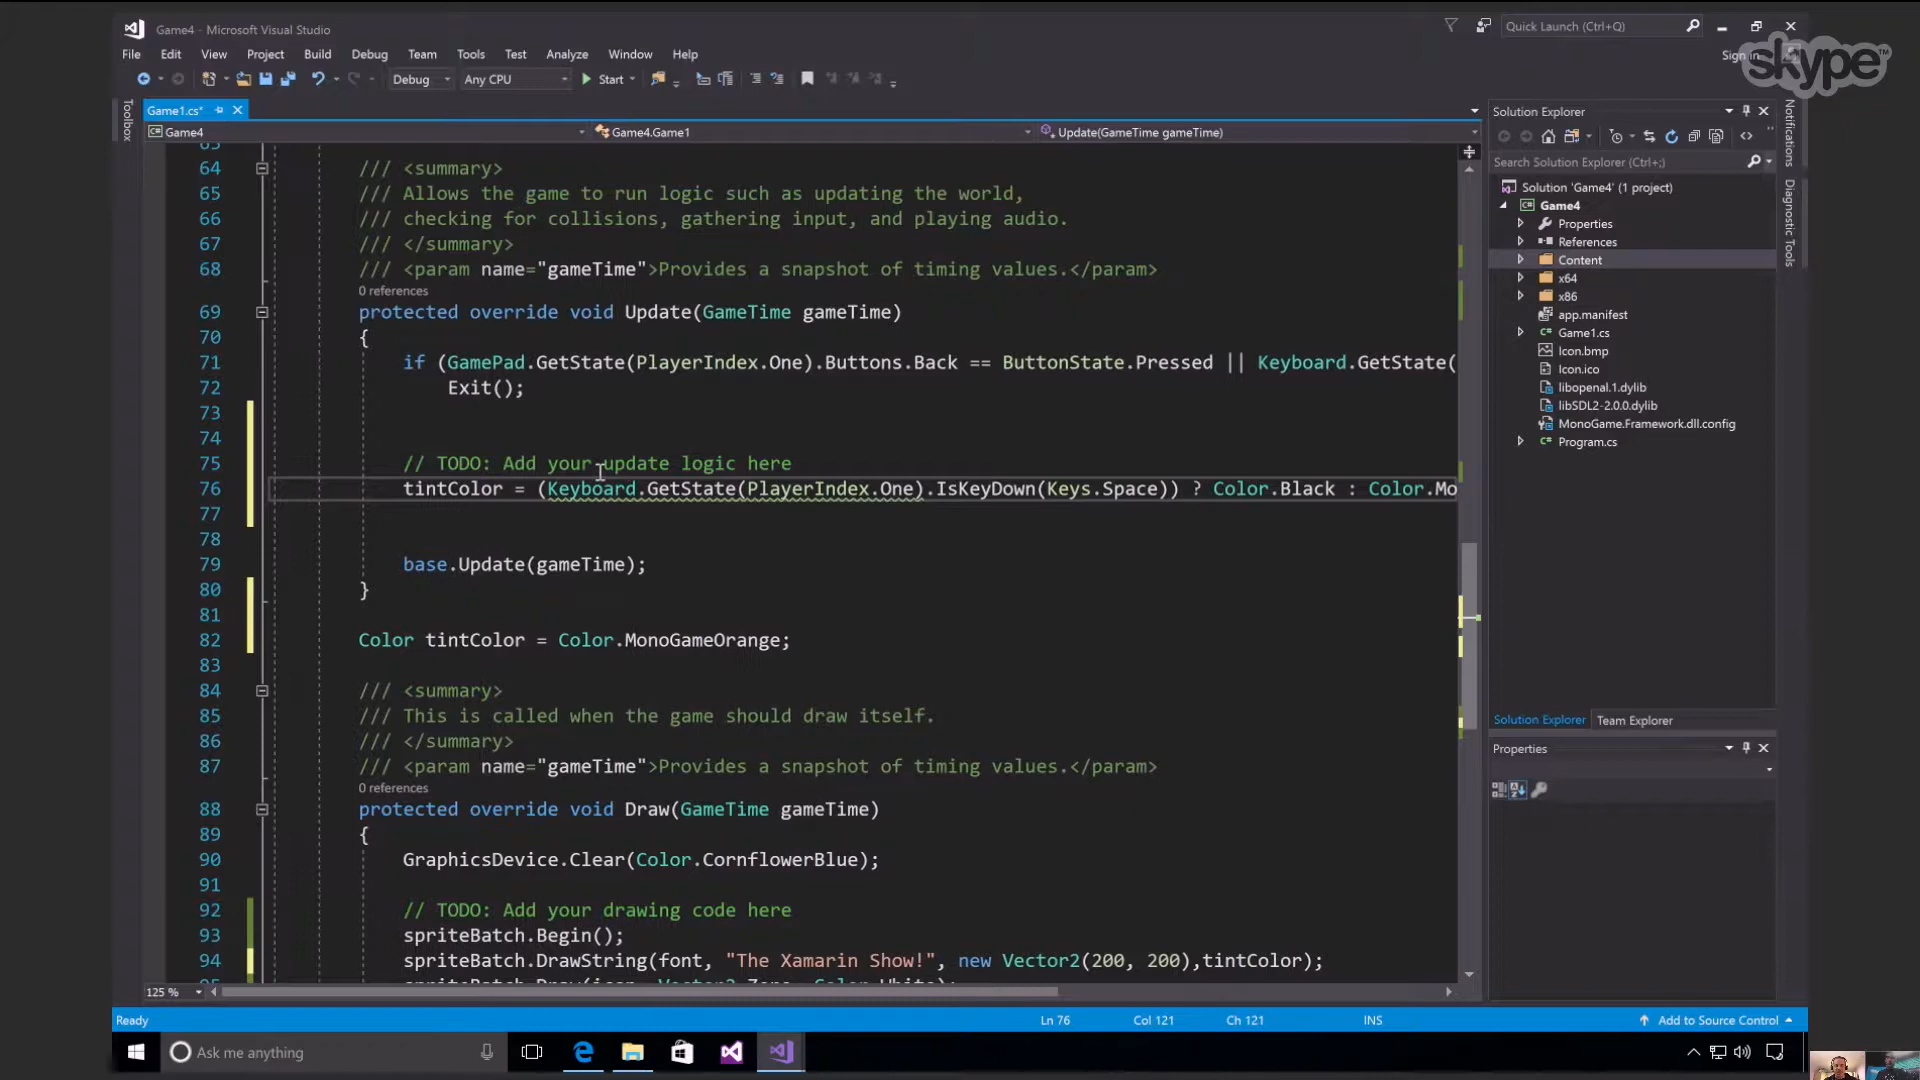 Game4 - Microsoft Visual Studio
Quick Launch (Ctrl+Q)
File Edit View Project Build Debug Team Tools Test Analyze Window Help
Sign in
skype™
Debug Any CPU Start
Toolbox
Game1.cs*
Game4 Game4.Game1 Update(GameTime gameTime)
64 /// <summary>
65 /// Allows the game to run logic such as updating the world,
66 /// checking for collisions, gathering input, and playing audio.
67 /// </summary>
68 /// <param name="gameTime">Provides a snapshot of timing values.</param>
0 references
69 protected override void Update(GameTime gameTime)
70 {
71 if (GamePad.GetState(PlayerIndex.One).Buttons.Back == ButtonState.Pressed || Keyboard.GetState(
72 Exit();
73
74
75 // TODO: Add your update logic here
76 tintColor = (Keyboard.GetState(PlayerIndex.One).IsKeyDown(Keys.Space)) ? Color.Black : Color.Mo
77
78
79 base.Update(gameTime);
80 }
81
82 Color tintColor = Color.MonoGameOrange;
83
84 /// <summary>
85 /// This is called when the game should draw itself.
86 /// </summary>
87 /// <param name="gameTime">Provides a snapshot of timing values.</param>
0 references
88 protected override void Draw(GameTime gameTime)
89 {
90 GraphicsDevice.Clear(Color.CornflowerBlue);
91
92 // TODO: Add your drawing code here
93 spriteBatch.Begin();
94 spriteBatch.DrawString(font, "The Xamarin Show!", new Vector2(200, 200),tintColor);
125 %
Solution Explorer
Search Solution Explorer (Ctrl+;)
Solution 'Game4' (1 project)
Game4
Properties
References
Content
x64
x86
app.manifest
Game1.cs
Icon.bmp
Icon.ico
libopenal.1.dylib
libSDL2-2.0.0.dylib
MonoGame.Framework.dll.config
Program.cs
Solution Explorer Team Explorer
Properties
Notifications
Diagnostic Tools
Ready Ln 76 Col 121 Ch 121 INS Add to Source Control
Ask me anything